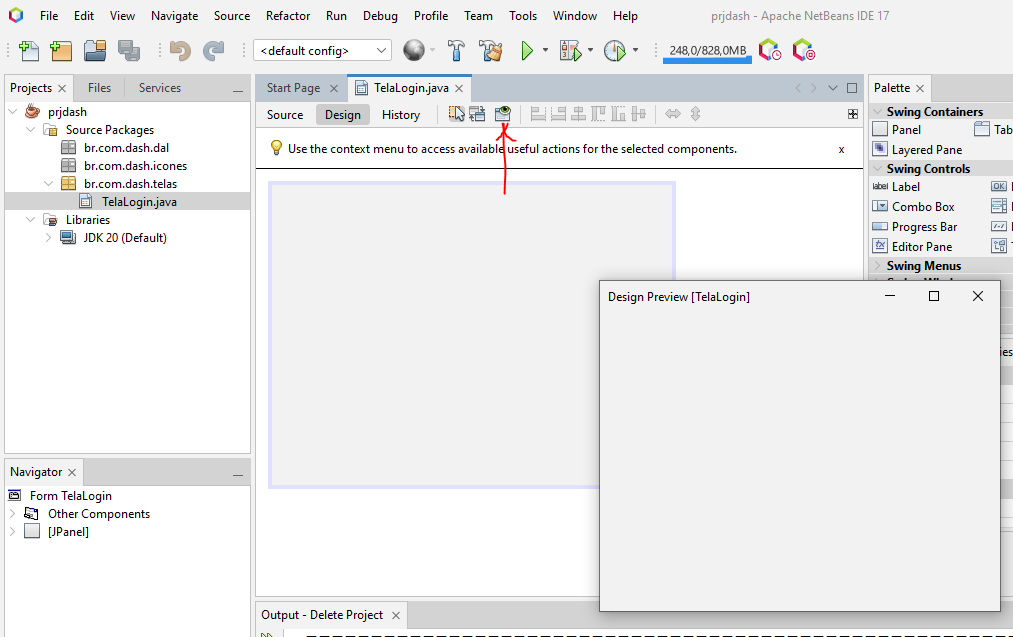 File Edit View Navigate Source Refactor Run Debug Profile Team Tools Window Help prjdash - Apache NetBeans IDE 17
<default config> 248,0/828,0MB
Projects Files Services
Start Page TelaLogin.java
Palette
Source Design History
prjdash
Source Packages
br.com.dash.dal
br.com.dash.icones
br.com.dash.telas
TelaLogin.java
Libraries
JDK 20 (Default)
Use the context menu to access available useful actions for the selected components. x
Swing Containers
Panel Tab
Layered Pane
Swing Controls
label Label OK
Combo Box
Progress Bar
Editor Pane
Swing Menus
Design Preview [TelaLogin]
Navigator
Form TelaLogin
Other Components
[JPanel]
Output - Delete Project